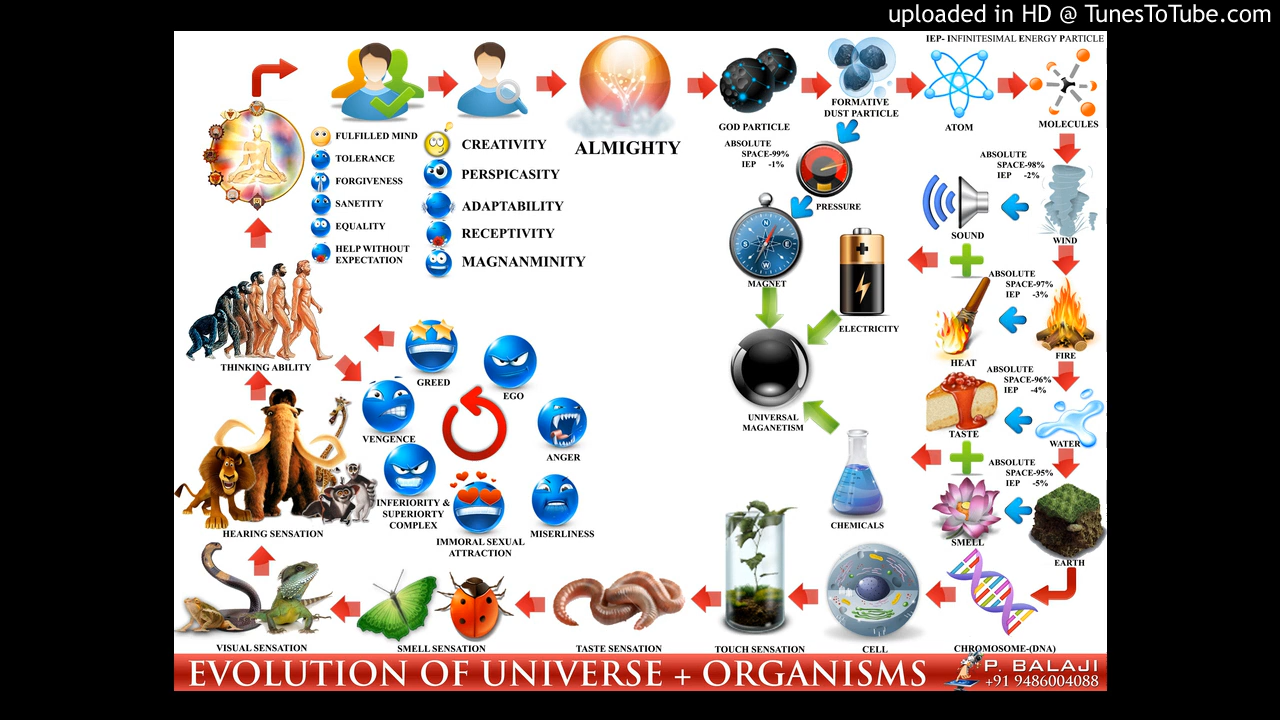 uploaded in HD @ TunesToTube.com
IEP- INFINITESIMAL ENERGY PARTICLE
FULFILLED MIND
TOLERANCE
FORGIVENESS
SANETITY
EQUALITY
HELP WITHOUT
EXPECTATION
CREATIVITY
PERSPICASITY
ADAPTABILITY
RECEPTIVITY
MAGNANMINITY
ALMIGHTY
GOD PARTICLE
FORMATIVE
DUST PARTICLE
ATOM
MOLECULES
ABSOLUTE
SPACE-99%
IEP -1%
PRESSURE
MAGNET
ELECTRICITY
UNIVERSAL
MAGANETISM
CHEMICALS
ABSOLUTE
SPACE-98%
IEP -2%
SOUND
WIND
ABSOLUTE
SPACE-97%
IEP -3%
HEAT
FIRE
ABSOLUTE
SPACE-96%
IEP -4%
TASTE
WATER
ABSOLUTE
SPACE-95%
IEP -5%
SMELL
EARTH
THINKING ABILITY
GREED
EGO
VENGENCE
ANGER
INFERIORITY &
SUPERIORTY
COMPLEX
IMMORAL SEXUAL
ATTRACTION
MISERLINESS
HEARING SENSATION
VISUAL SENSATION
SMELL SENSATION
TASTE SENSATION
TOUCH SENSATION
CELL
CHROMOSOME-(DNA)
EVOLUTION OF UNIVERSE + ORGANISMS
P. BALAJI
+91 9486004088